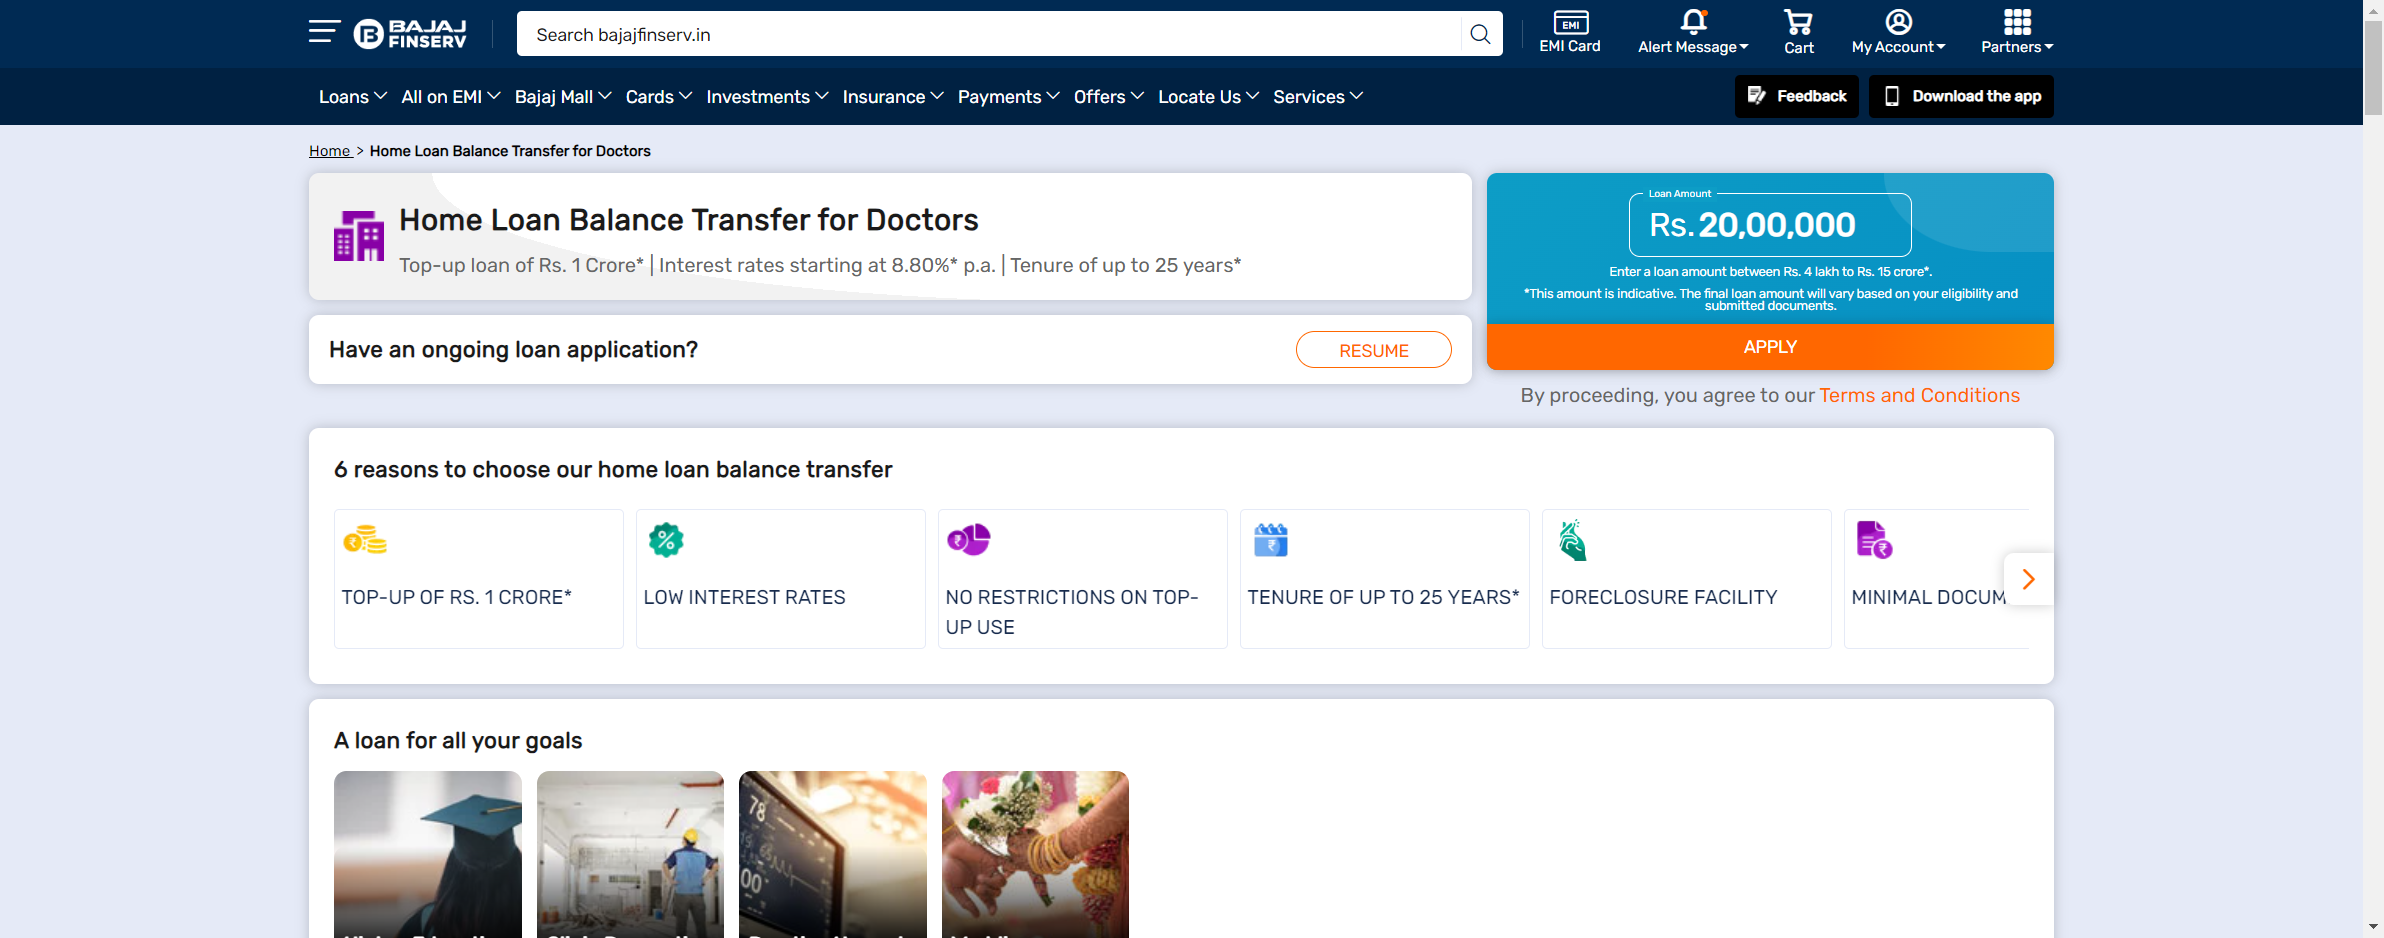 BAJAJ
FINSERV
Search bajajfinserv.in
EMI
EMI Card
Alert Message
Cart
My Account
Partners
Loans
All on EMI
Bajaj Mall
Cards
Investments
Insurance
Payments
Offers
Locate Us
Services
Feedback
Download the app
Home > Home Loan Balance Transfer for Doctors
Home Loan Balance Transfer for Doctors
Top-up loan of Rs. 1 Crore* | Interest rates starting at 8.80%* p.a. | Tenure of up to 25 years*
Have an ongoing loan application?
RESUME
Loan Amount
Rs. 20,00,000
Enter a loan amount between Rs. 4 lakh to Rs. 15 crore*.
*This amount is indicative. The final loan amount will vary based on your eligibility and
submitted documents.
APPLY
By proceeding, you agree to our Terms and Conditions
6 reasons to choose our home loan balance transfer
TOP-UP OF RS. 1 CRORE*
LOW INTEREST RATES
NO RESTRICTIONS ON TOP-
UP USE
TENURE OF UP TO 25 YEARS*
FORECLOSURE FACILITY
MINIMAL DOCUM
A loan for all your goals
78
00